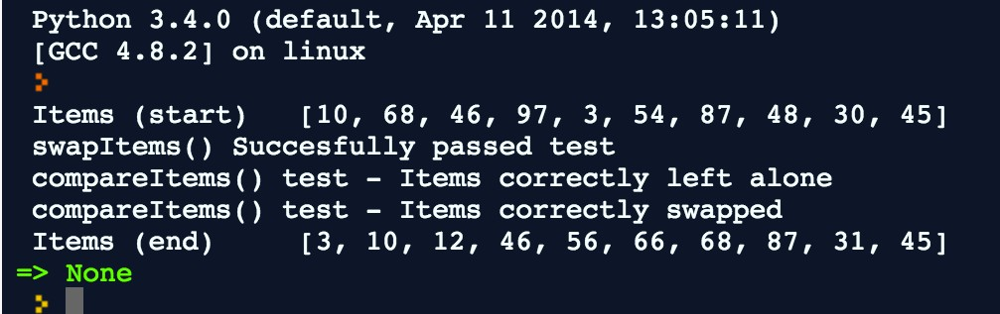 Python 3.4.0 (default, Apr 11 2014, 13:05:11)
[GCC 4.8.2] on linux
Items (start)   [10, 68, 46, 97, 3, 54, 87, 48, 30, 45]
swapItems() Succesfully passed test
compareItems() test - Items correctly left alone
compareItems() test - Items correctly swapped
Items (end)     [3, 10, 12, 46, 56, 66, 68, 87, 31, 45]
=> None